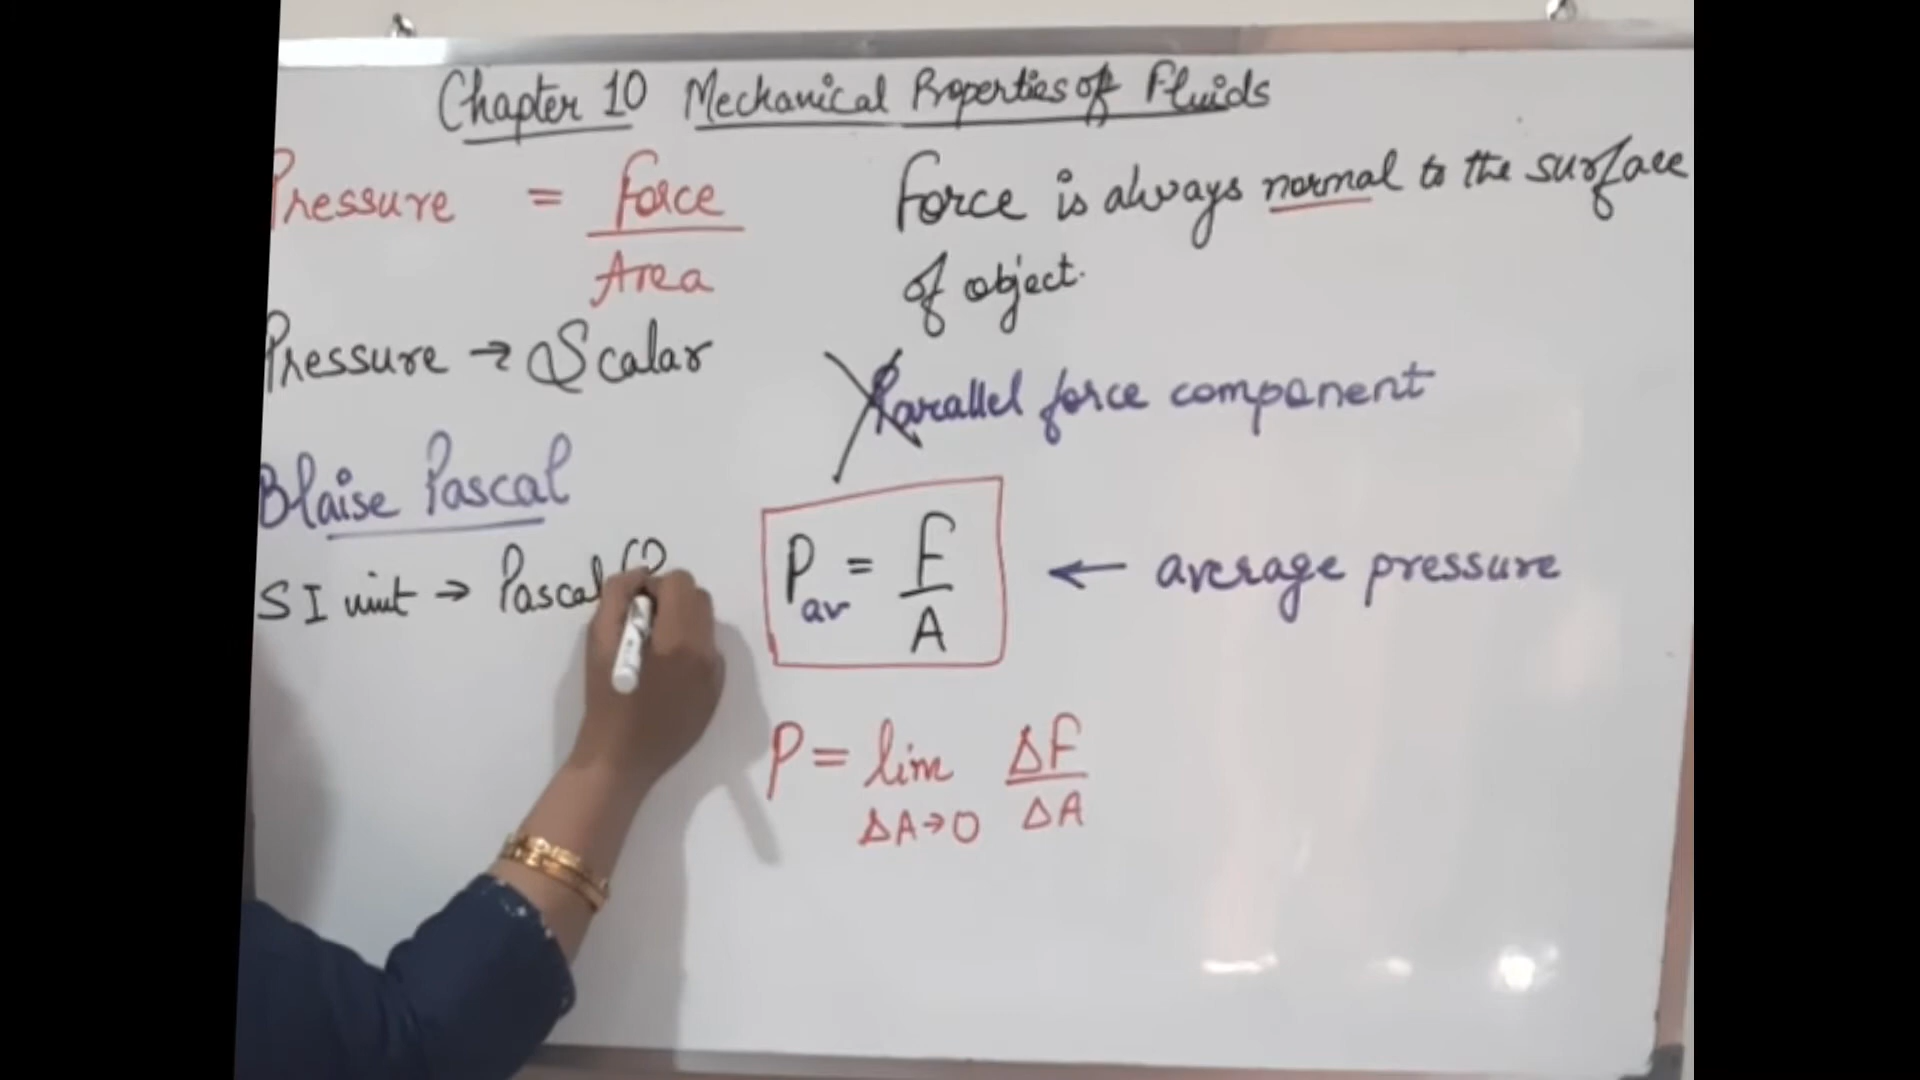 Chapter 10 Mechanical Properties of Fluids
Pressure = Force
Area
Pressure → Scalar
Blaise Pascal
SI unit → Pascal (P
Force is always normal to the surface
of object.
Parallel force component
Pav = F
A
← average pressure
P = lim ΔF
ΔA→0 ΔA